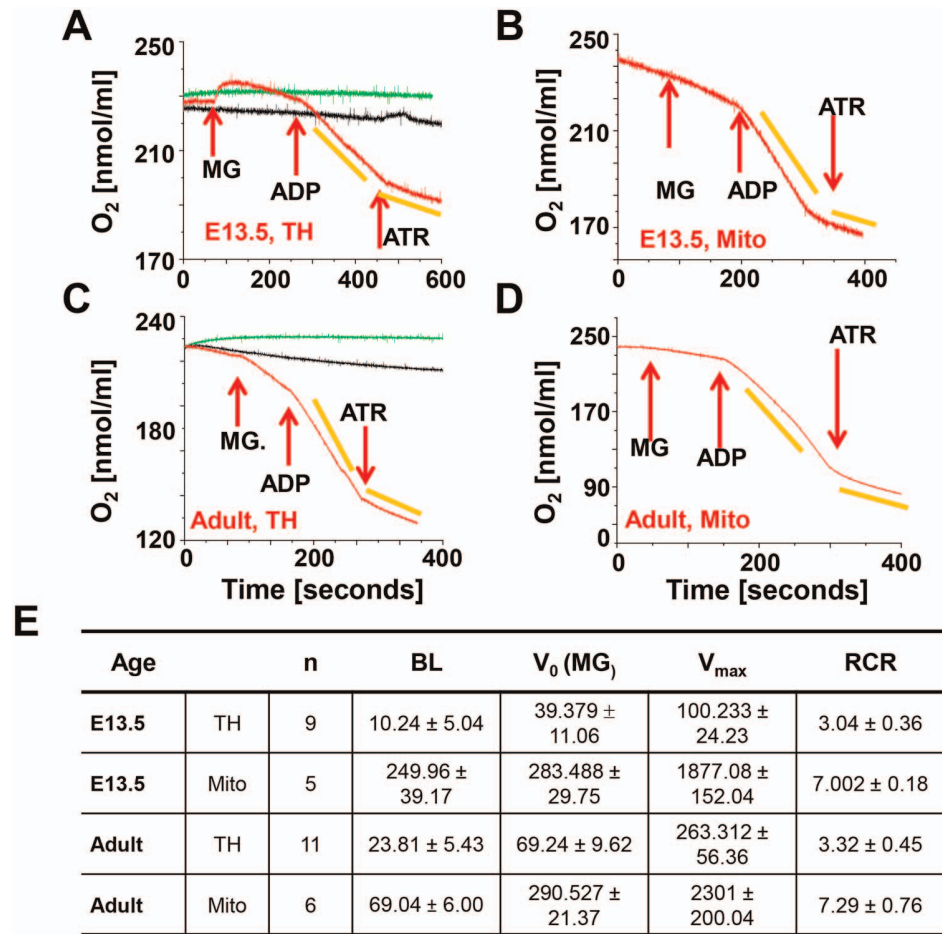 A
250
210
170
O₂ [nmol/ml]
MG
ADP
ATR
E13.5, TH
0 200 400 600
B
250
210
170
O₂ [nmol/ml]
MG
ADP
ATR
E13.5, Mito
0 200 400
C
240
180
120
O₂ [nmol/ml]
MG.
ADP
ATR
Adult, TH
0 200 400
Time [seconds]
D
250
170
90
0
O₂ [nmol/ml]
MG
ADP
ATR
Adult, Mito
0 200 400
Time [seconds]
E
Age n BL V₀ (MG) Vmax RCR
E13.5 TH 9 10.24 ± 5.04 39.379 ± 11.06 100.233 ± 24.23 3.04 ± 0.36
E13.5 Mito 5 249.96 ± 39.17 283.488 ± 29.75 1877.08 ± 152.04 7.002 ± 0.18
Adult TH 11 23.81 ± 5.43 69.24 ± 9.62 263.312 ± 56.36 3.32 ± 0.45
Adult Mito 6 69.04 ± 6.00 290.527 ± 21.37 2301 ± 200.04 7.29 ± 0.76